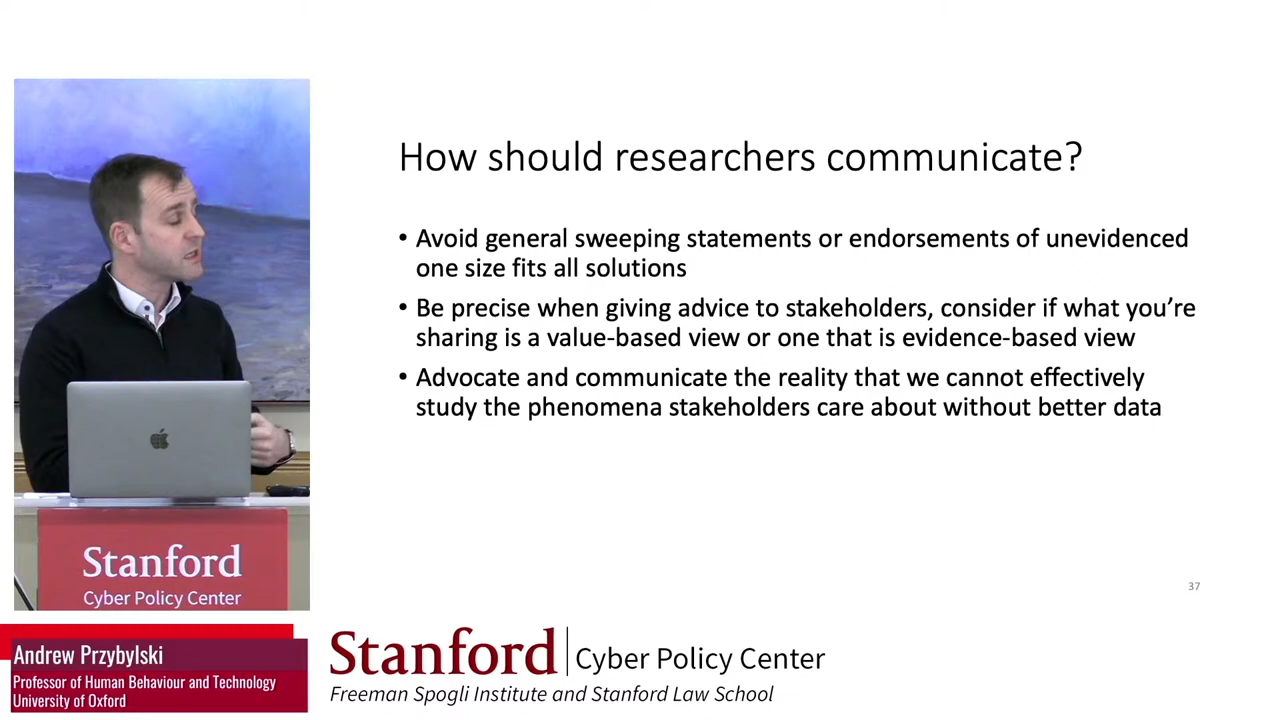 How should researchers communicate?
• Avoid general sweeping statements or endorsements of unevidenced
one size fits all solutions
• Be precise when giving advice to stakeholders, consider if what you're
sharing is a value-based view or one that is evidence-based view
• Advocate and communicate the reality that we cannot effectively
study the phenomena stakeholders care about without better data
37
Stanford
Cyber Policy Center
Andrew Przybylski
Professor of Human Behaviour and Technology
University of Oxford
Stanford Cyber Policy Center
Freeman Spogli Institute and Stanford Law School